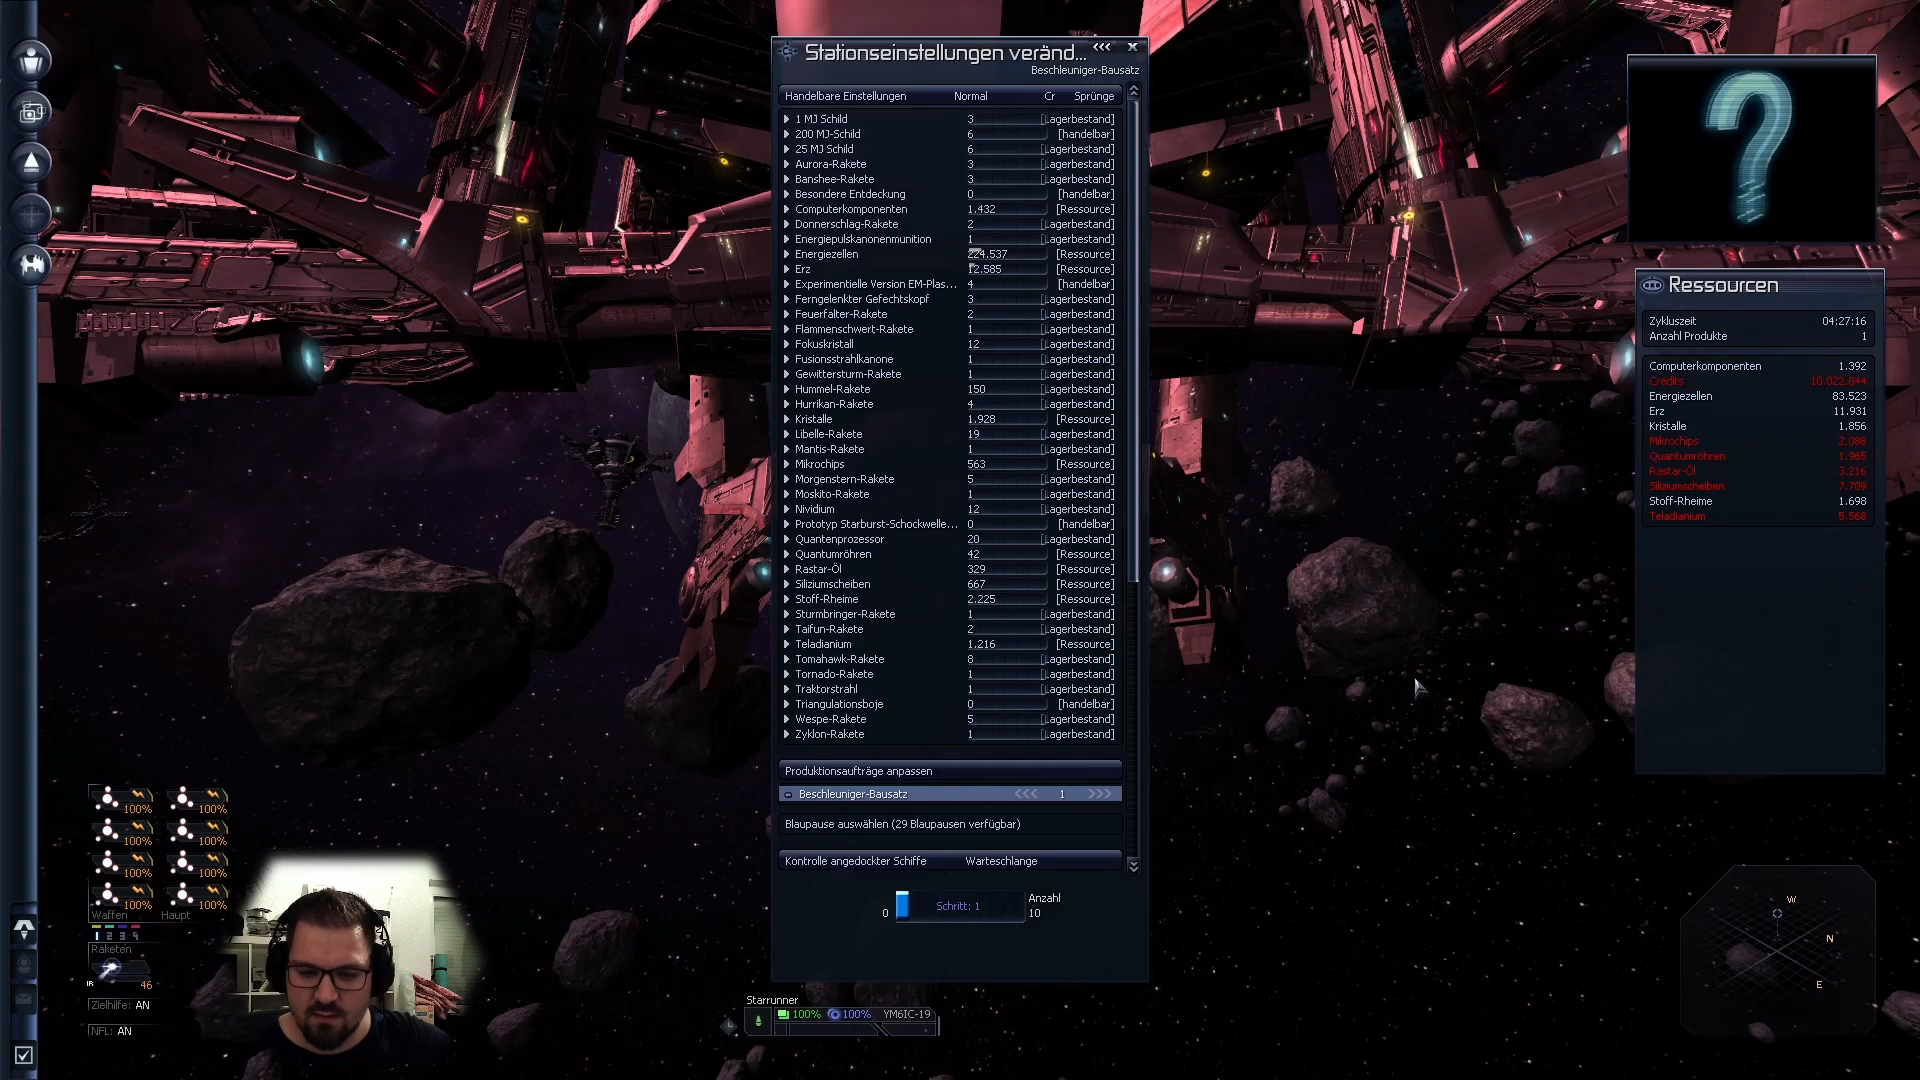 Stationseinstellungen veränd...
Beschleuniger-Bausatz
Handelbare Einstellungen Normal Cr Sprünge
1 MJ Schild 3 [Lagerbestand]
200 MJ-Schild 6 [handelbar]
25 MJ Schild 6 [Lagerbestand]
Aurora-Rakete 3 [Lagerbestand]
Banshee-Rakete 3 [Lagerbestand]
Besondere Entdeckung 0 [handelbar]
Computerkomponenten 1.432 [Ressource]
Donnerschlag-Rakete 2 [Lagerbestand]
Energiepulskanonenmunition 1 [Lagerbestand]
Energiezellen 224.537 [Ressource]
Erz 12.585 [Ressource]
Experimentielle Version EM-Plas... 4 [handelbar]
Ferngelenkter Gefechtskopf 3 [Lagerbestand]
Feuerfalter-Rakete 2 [Lagerbestand]
Flammenschwert-Rakete 1 [Lagerbestand]
Fokuskristall 12 [Lagerbestand]
Fusionsstrahlkanone 1 [Lagerbestand]
Gewittersturm-Rakete 1 [Lagerbestand]
Hummel-Rakete 150 [Lagerbestand]
Hurrikan-Rakete 4 [Lagerbestand]
Kristalle 1.928 [Ressource]
Libelle-Rakete 19 [Lagerbestand]
Mantis-Rakete 1 [Lagerbestand]
Mikrochips 563 [Ressource]
Morgenstern-Rakete 5 [Lagerbestand]
Moskito-Rakete 1 [Lagerbestand]
Nividium 12 [Lagerbestand]
Prototyp Starburst-Schockwelle... 0 [handelbar]
Quantenprozessor 20 [Lagerbestand]
Quantumröhren 42 [Ressource]
Rastar-Öl 329 [Ressource]
Siliziumscheiben 667 [Ressource]
Stoff-Rheime 2.225 [Ressource]
Sturmbringer-Rakete 1 [Lagerbestand]
Taifun-Rakete 2 [Lagerbestand]
Teladianium 1.216 [Ressource]
Tomahawk-Rakete 8 [Lagerbestand]
Tornado-Rakete 1 [Lagerbestand]
Traktorstrahl 1 [Lagerbestand]
Triangulationsboje 0 [handelbar]
Wespe-Rakete 5 [Lagerbestand]
Zyklon-Rakete 1 [Lagerbestand]
Produktionsaufträge anpassen
Beschleuniger-Bausatz 1
Blaupause auswählen (29 Blaupausen verfügbar)
Kontrolle angedockter Schiffe Warteschlange
0 Schritt: 1 Anzahl
10
Ressourcen
Zykluszeit 04:27:16
Anzahl Produkte 1
Computerkomponenten 1.392
Credits 10.022.844
Energiezellen 83.523
Erz 11.931
Kristalle 1.856
Mikrochips 2.088
Quantumröhren 1.965
Rastar-Öl 3.216
Siliziumscheiben 7.709
Stoff-Rheime 1.698
Teladianium 5.568
100% 100%
100% 100%
100% 100%
100% 100%
Waffen Haupt
1 2 3 4
Raketen
IR 46
Zielhilfe: AN
NFL: AN
Starrunner
100% 100% YM6IC-19
W
N
E